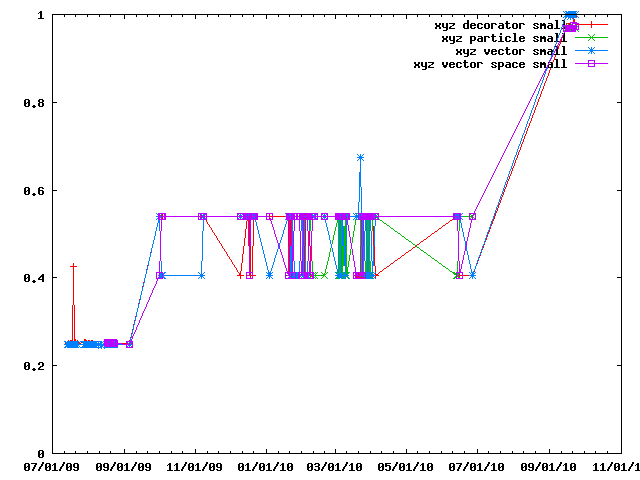 1
xyz decorator small
xyz particle small
xyz vector small
xyz vector space small
0.8
0.6
0.4
0.2
0
07/01/09 09/01/09 11/01/09 01/01/10 03/01/10 05/01/10 07/01/10 09/01/10 11/01/1